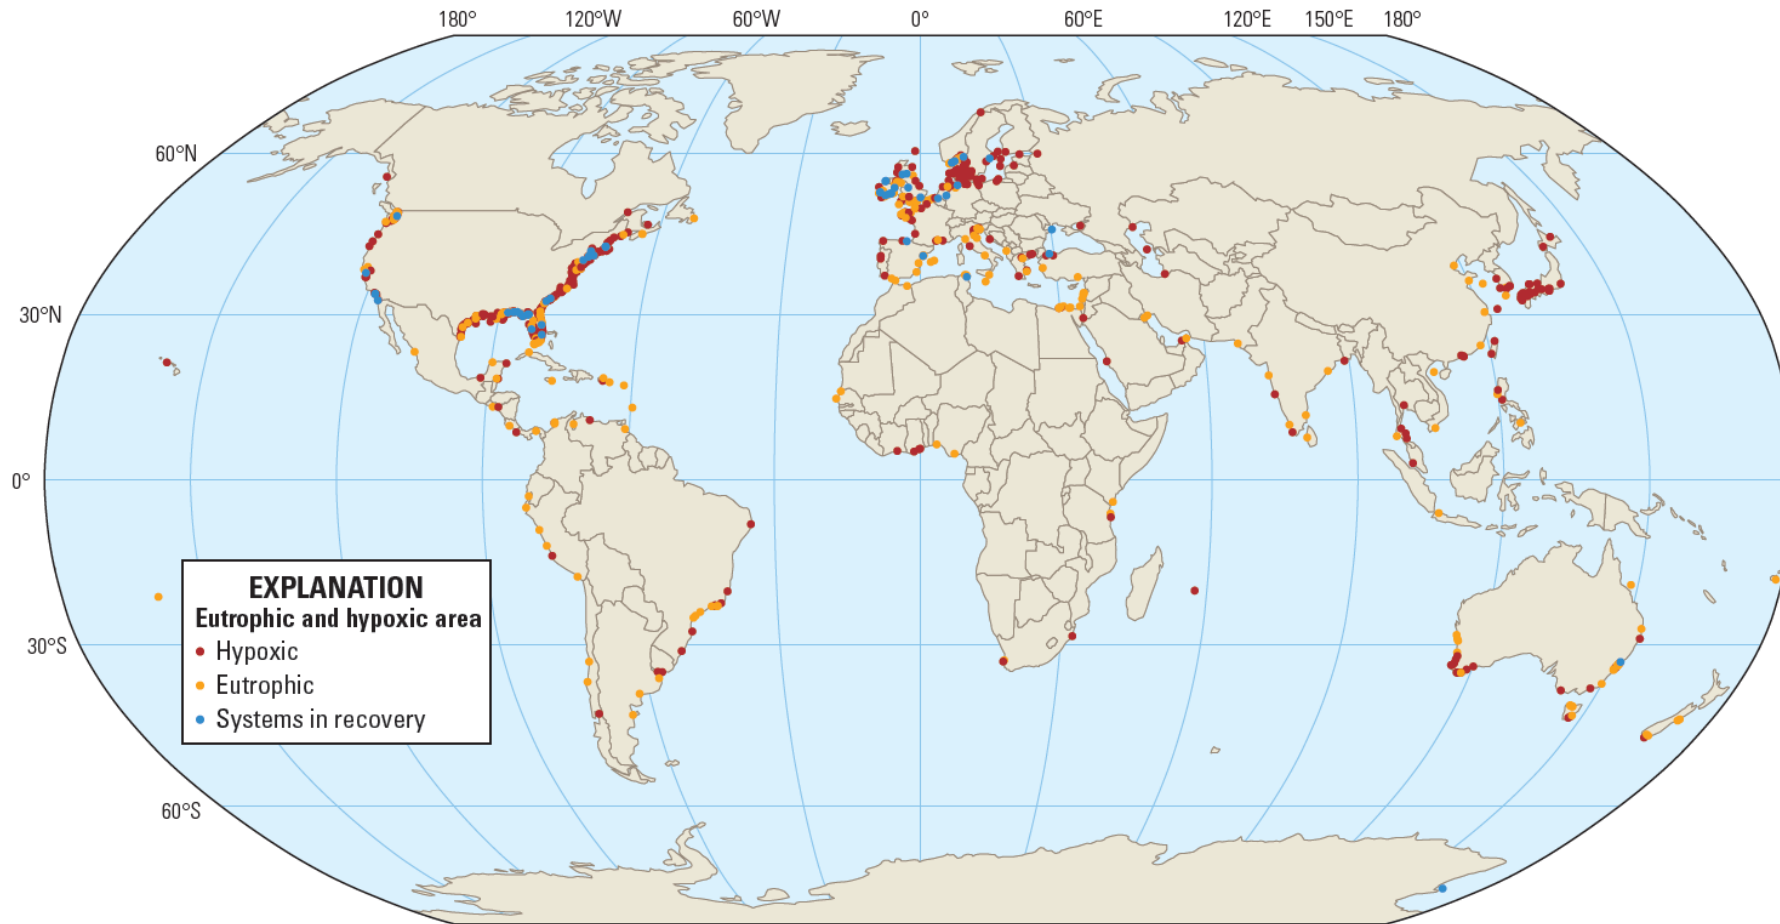 180° 120°W 60°W 0° 60°E 120°E 150°E 180°
60°N
30°N
0°
30°S
60°S
EXPLANATION
Eutrophic and hypoxic area
Hypoxic
Eutrophic
Systems in recovery